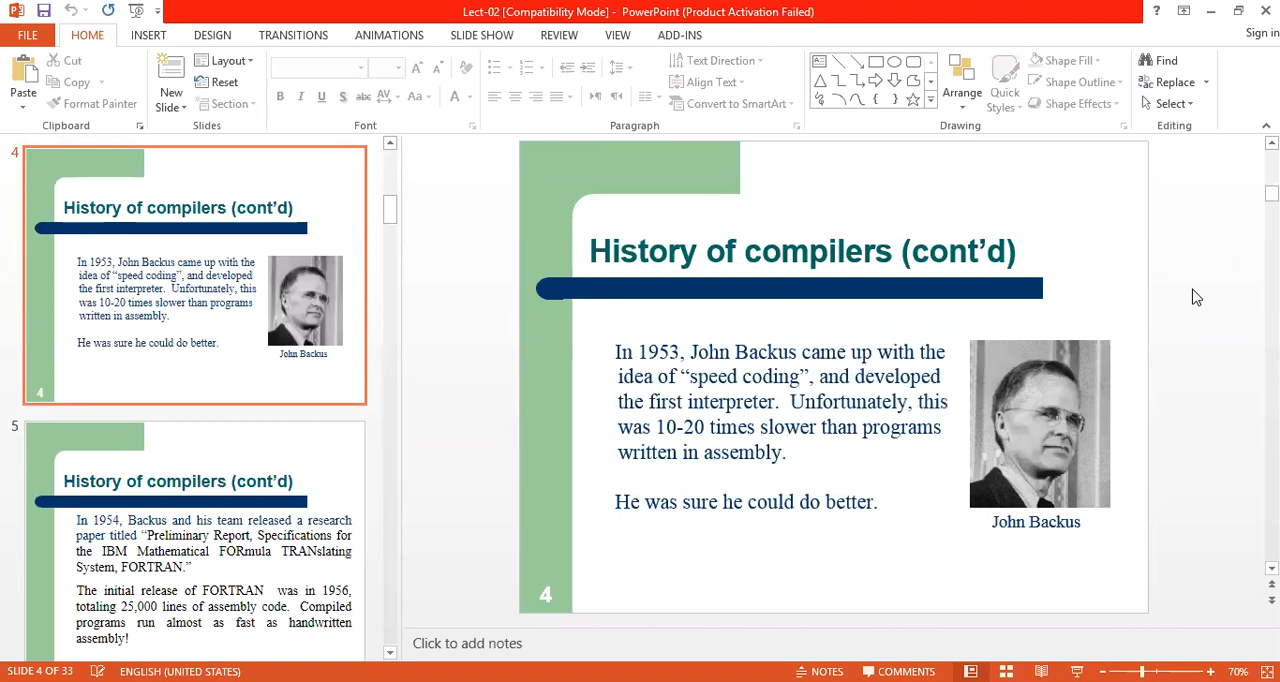 Lect-02 [Compatibility Mode] - PowerPoint (Product Activation Failed)
FILE HOME INSERT DESIGN TRANSITIONS ANIMATIONS SLIDE SHOW REVIEW VIEW ADD-INS Sign in
Paste
Cut
Copy
Format Painter
Clipboard
New
Slide
Layout
Reset
Section
Slides
B I U S abc AV Aa A
Font
Text Direction
Align Text
Convert to SmartArt
Paragraph
Arrange
Quick
Styles
Shape Fill
Shape Outline
Shape Effects
Drawing
Find
Replace
Select
Editing
4
History of compilers (cont’d)
In 1953, John Backus came up with the
idea of “speed coding”, and developed
the first interpreter. Unfortunately, this
was 10-20 times slower than programs
written in assembly.
He was sure he could do better.
John Backus
4
5
History of compilers (cont’d)
In 1954, Backus and his team released a research
paper titled “Preliminary Report, Specifications for
the IBM Mathematical FORmula TRANslating
System, FORTRAN.”
The initial release of FORTRAN was in 1956,
totaling 25,000 lines of assembly code. Compiled
programs run almost as fast as handwritten
assembly!
History of compilers (cont’d)
In 1953, John Backus came up with the
idea of “speed coding”, and developed
the first interpreter. Unfortunately, this
was 10-20 times slower than programs
written in assembly.
He was sure he could do better.
John Backus
4
Click to add notes
SLIDE 4 OF 33 ENGLISH (UNITED STATES) NOTES COMMENTS 70%